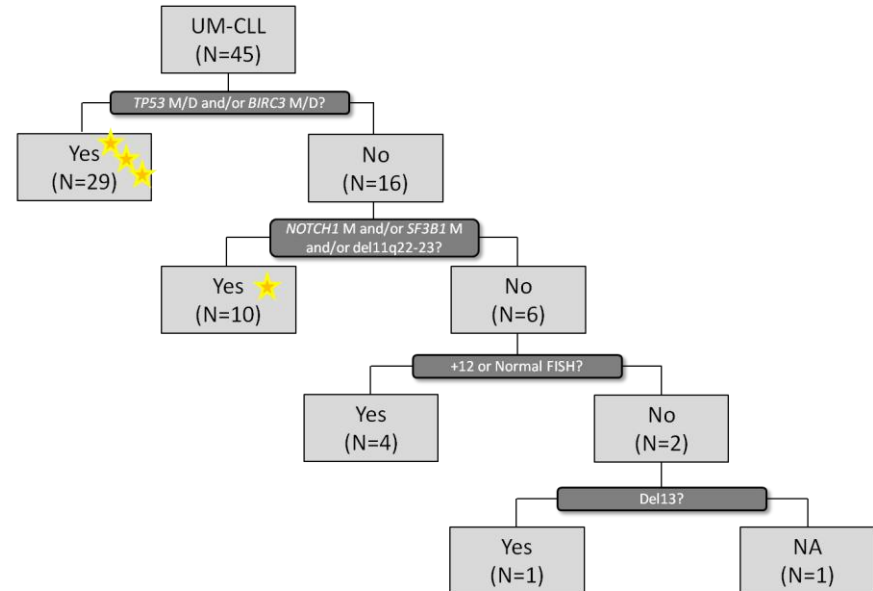 UM-CLL
(N=45)
TP53 M/D and/or BIRC3 M/D?
Yes
(N=29)
No
(N=16)
NOTCH1 M and/or SF3B1 M
and/or del11q22-23?
Yes
(N=10)
No
(N=6)
+12 or Normal FISH?
Yes
(N=4)
No
(N=2)
Del13?
Yes
(N=1)
NA
(N=1)